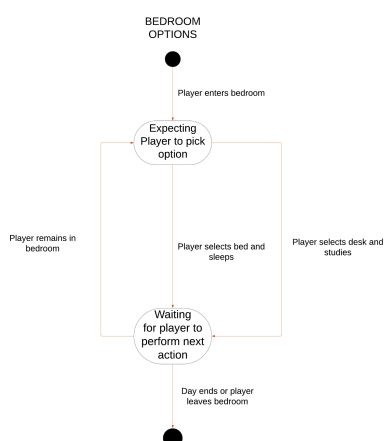 BEDROOM
OPTIONS
Player enters bedroom
Expecting
Player to pick
option
Player remains in
bedroom
Player selects bed and
sleeps
Player selects desk and
studies
Waiting
for player to
perform next
action
Day ends or player
leaves bedroom